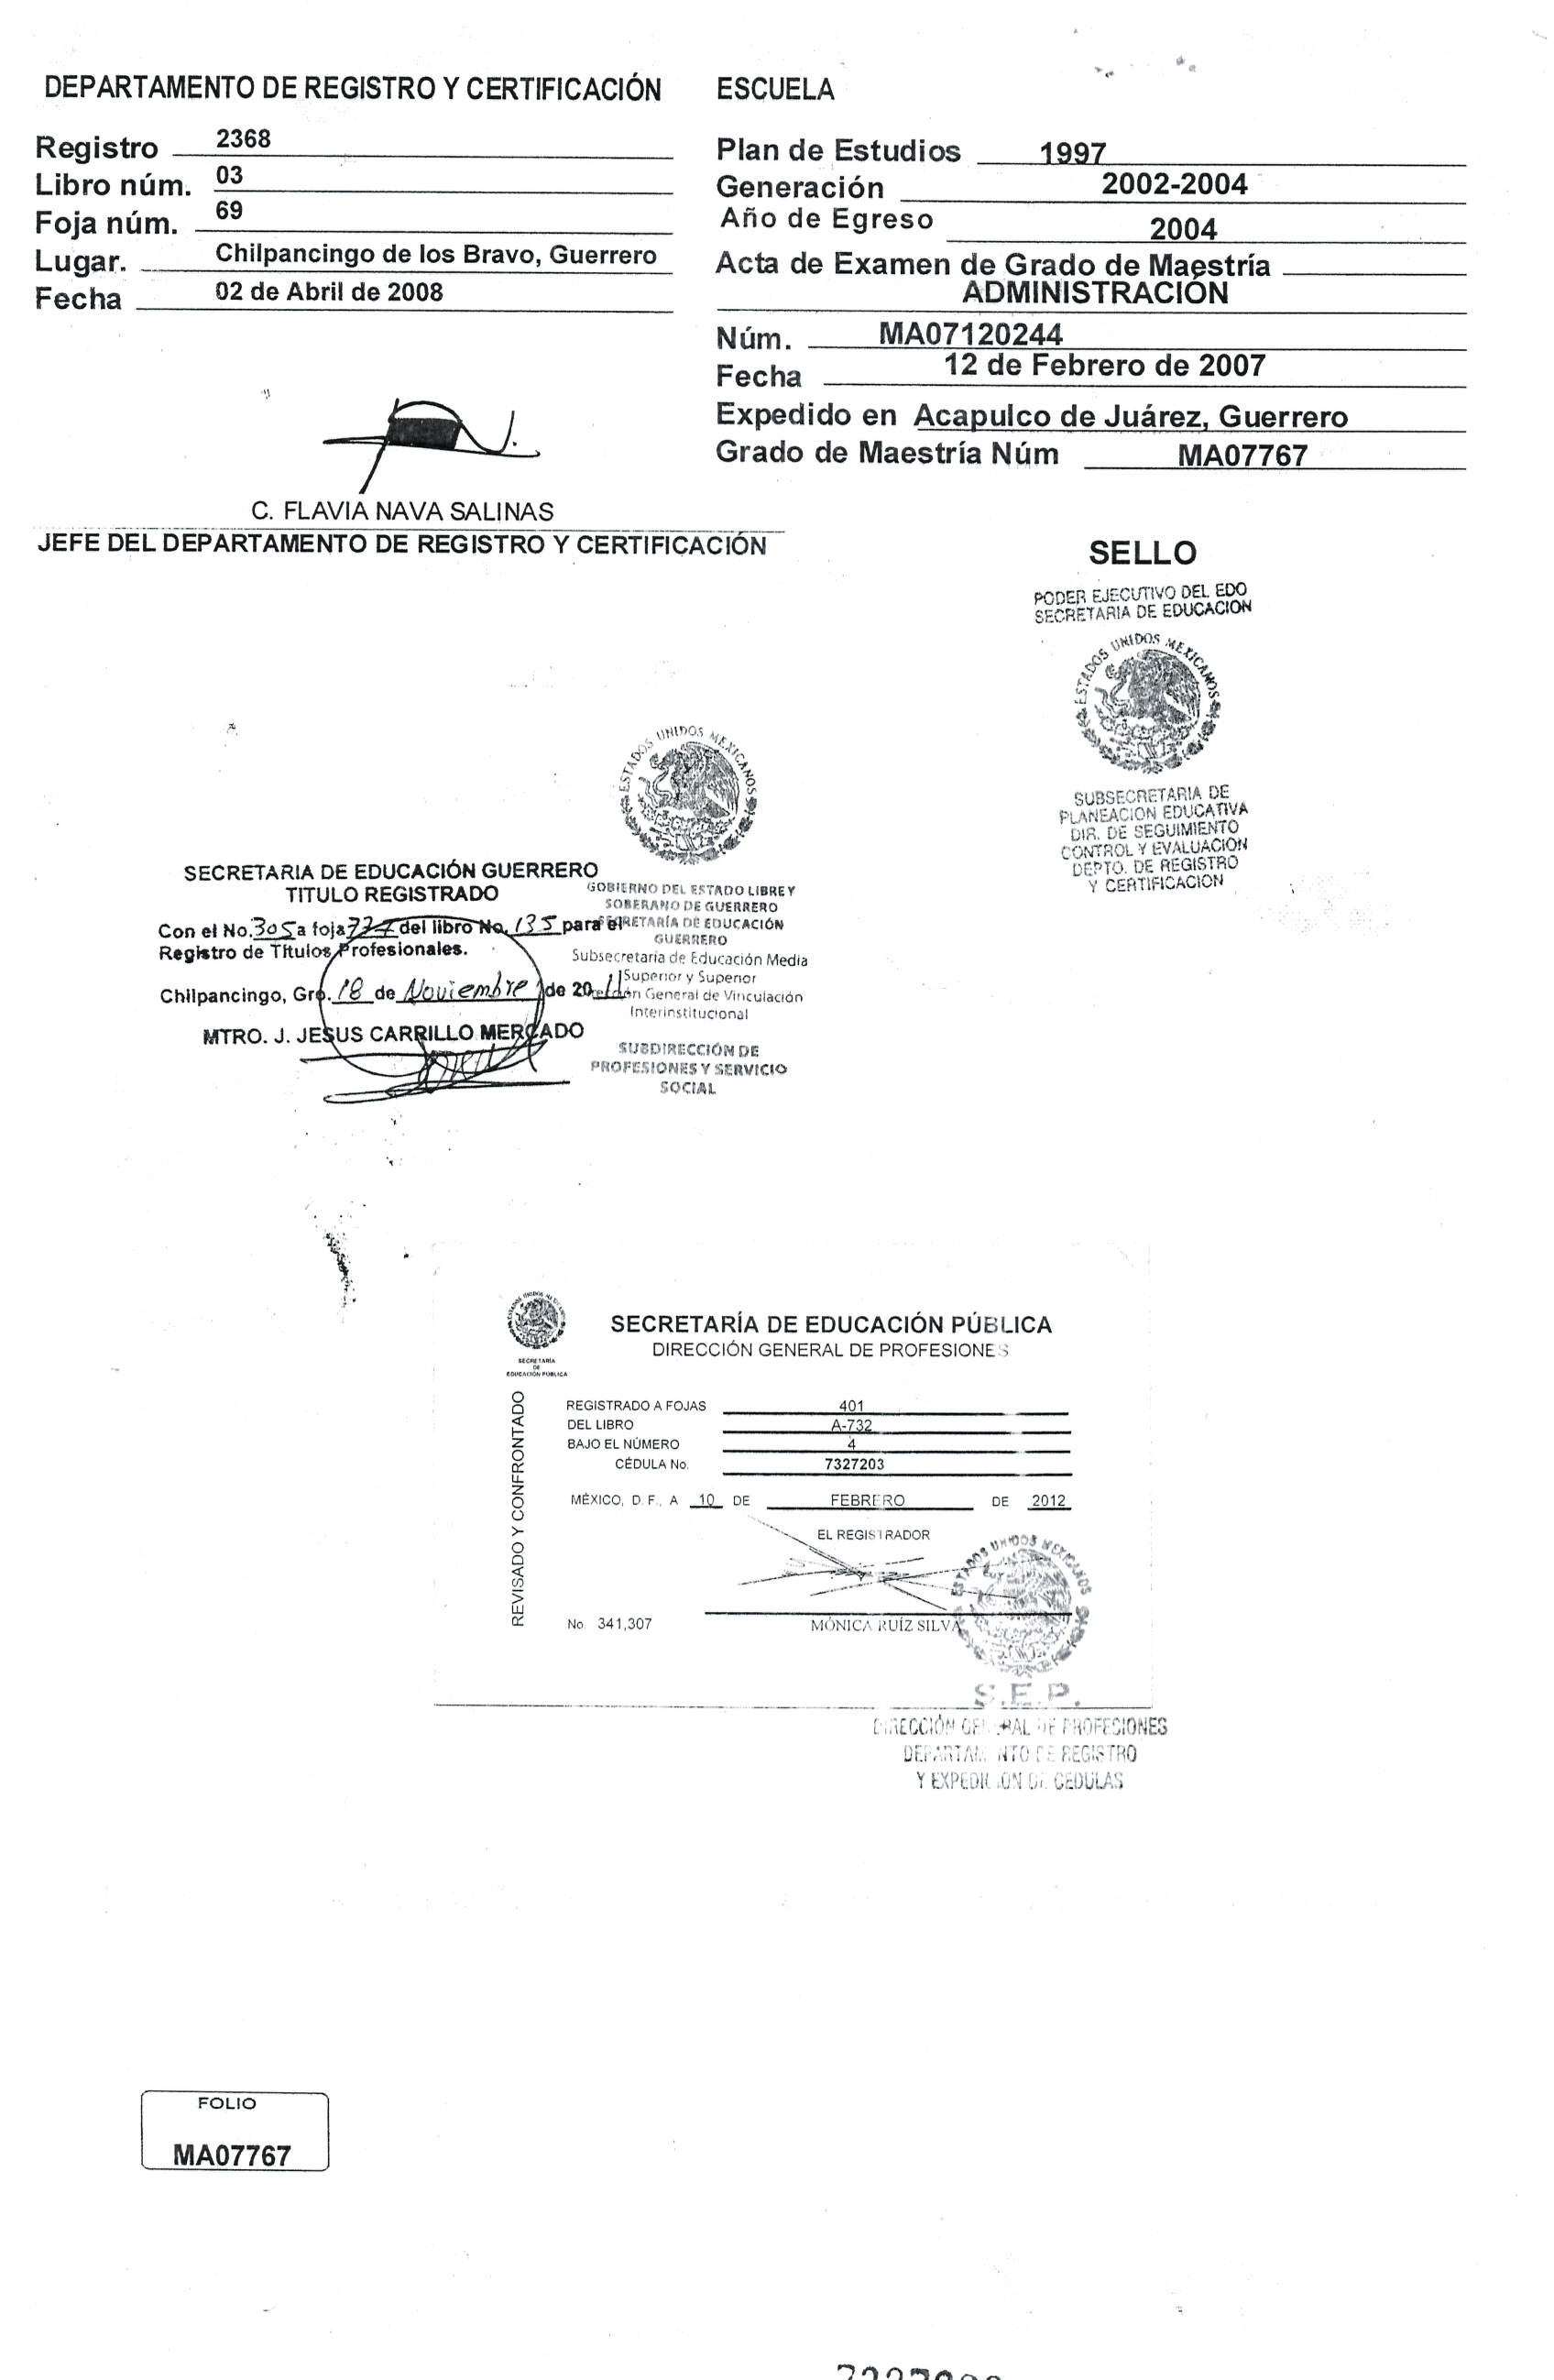 DEPARTAMENTO DE REGISTRO Y CERTIFICACIÓN
Registro 2368
Libro núm. 03
Foja núm. 69
Lugar. Chilpancingo de los Bravo, Guerrero
Fecha 02 de Abril de 2008
C. FLAVIA NAVA SALINAS
JEFE DEL DEPARTAMENTO DE REGISTRO Y CERTIFICACIÓN
ESCUELA
Plan de Estudios 1997
Generación 2002-2004
Año de Egreso 2004
Acta de Examen de Grado de Maestría
ADMINISTRACIÓN
Núm. MA07120244
Fecha 12 de Febrero de 2007
Expedido en Acapulco de Juárez, Guerrero
Grado de Maestría Núm MA07767
SELLO
PODER EJECUTIVO DEL EDO
SECRETARIA DE EDUCACION
ESTADOS UNIDOS MEXICANOS
SUBSECRETARIA DE
PLANEACION EDUCATIVA
DIR. DE SEGUIMIENTO
CONTROL Y EVALUACION
DEPTO. DE REGISTRO
Y CERTIFICACION
SECRETARIA DE EDUCACIÓN GUERRERO
TITULO REGISTRADO
Con el No. 305 a foja del libro No. 135 para el
Registro de Titulos Profesionales.
Chilpancingo, Gro. 18 de Noviembre de 2011
MTRO. J. JESUS CARRILLO MERCADO
ESTADOS UNIDOS MEXICANOS
GOBIERNO DEL ESTADO LIBRE Y
SOBERANO DE GUERRERO
SECRETARÍA DE EDUCACIÓN
GUERRERO
Subsecretaría de Educación Media
Superior y Superior
General de Vinculación
Interinstitucional
SUBDIRECCIÓN DE
PROFESIONES Y SERVICIO
SOCIAL
SECRETARÍA
DE
EDUCACIÓN PÚBLICA
SECRETARÍA DE EDUCACIÓN PÚBLICA
DIRECCIÓN GENERAL DE PROFESIONES
REVISADO Y CONFRONTADO
REGISTRADO A FOJAS 401
DEL LIBRO A-732
BAJO EL NÚMERO 4
CÉDULA No. 7327203
MÉXICO, D. F., A 10 DE FEBRERO DE 2012
EL REGISTRADOR
No. 341,307
MÓNICA RUÍZ SILVA
ESTADOS UNIDOS MEXICANOS
S.E.P.
DIRECCIÓN GENERAL DE PROFESIONES
DEPARTAMENTO DE REGISTRO
Y EXPEDICION DE CEDULAS
FOLIO
MA07767